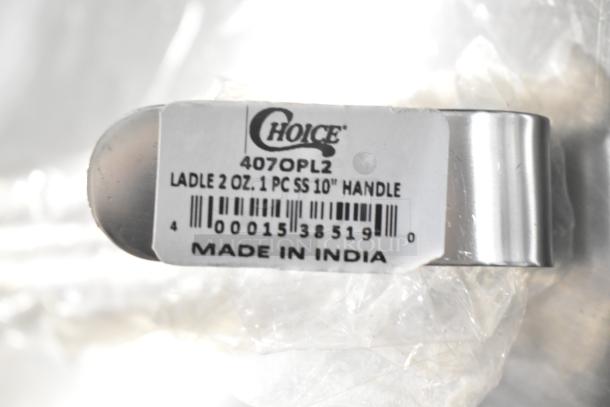 CHOICE®
407OPL2
LADLE 2 OZ. 1 PC SS 10" HANDLE
4 00015 38519 0
MADE IN INDIA